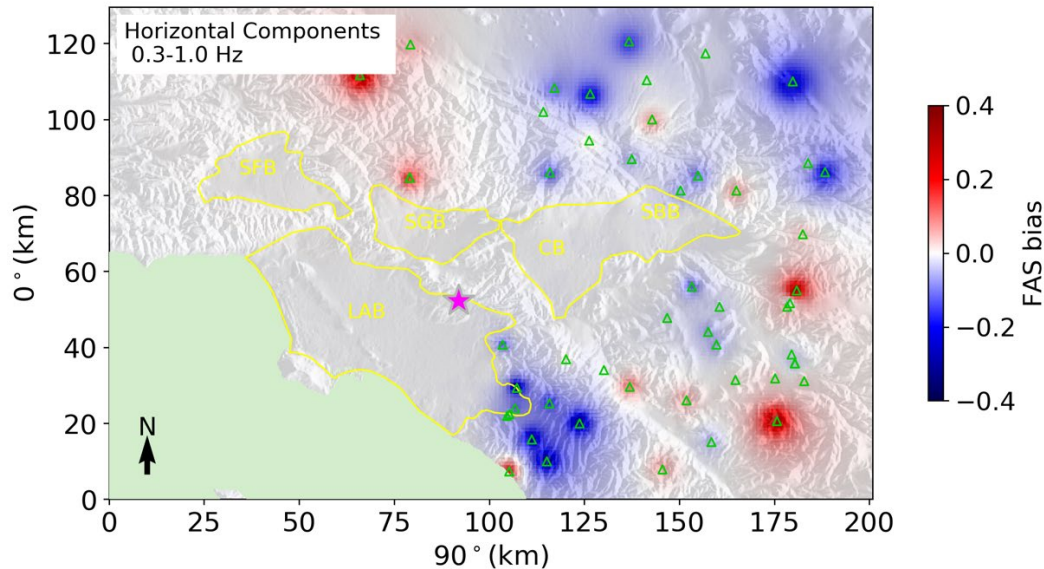 Horizontal Components
0.3-1.0 Hz
120
100
80
60
40
20
0
0°(km)
SFB
SGB
SBB
CB
LAB
N
0 25 50 75 100 125 150 175 200
90°(km)
0.4
0.2
0.0
−0.2
−0.4
FAS bias